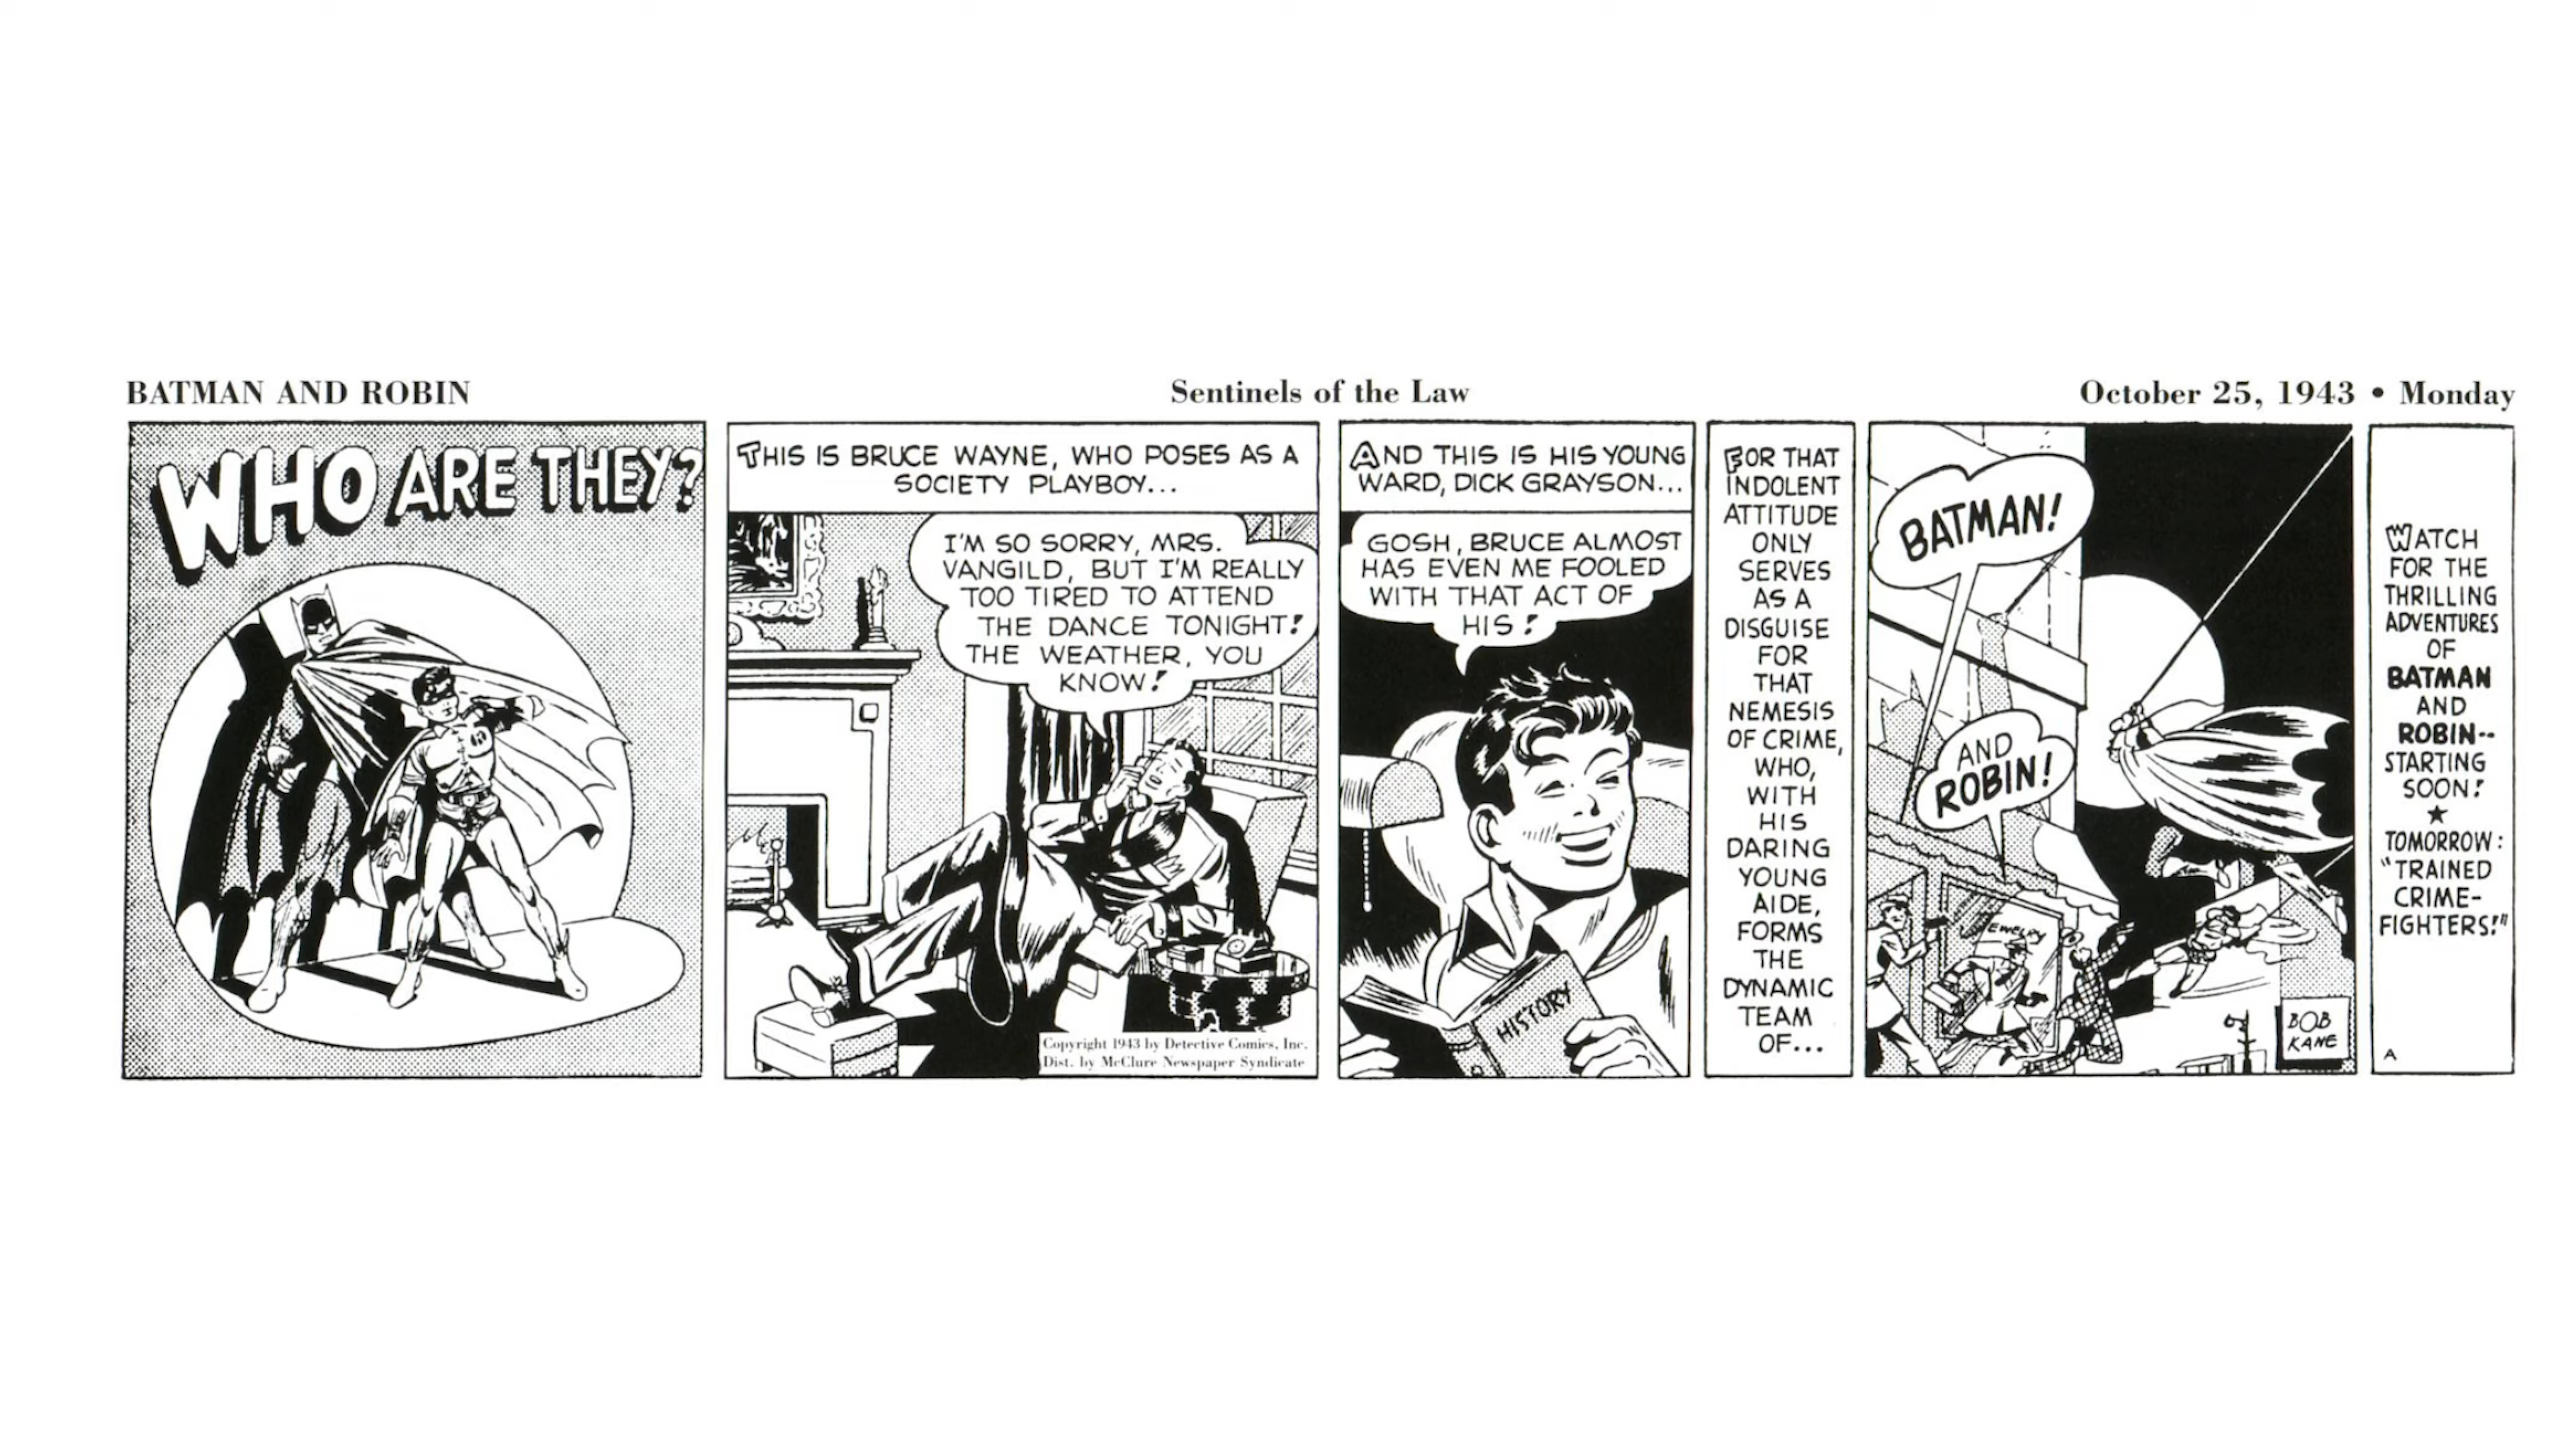 BATMAN AND ROBIN
Sentinels of the Law
October 25, 1943 • Monday
WHO ARE THEY?
THIS IS BRUCE WAYNE, WHO POSES AS A
SOCIETY PLAYBOY...
I'M SO SORRY, MRS.
VANGILD, BUT I'M REALLY
TOO TIRED TO ATTEND
THE DANCE TONIGHT!
THE WEATHER, YOU
KNOW!
Copyright 1943 by Detective Comics, Inc.
Dist. by McClure Newspaper Syndicate
AND THIS IS HIS YOUNG
WARD, DICK GRAYSON...
GOSH, BRUCE ALMOST
HAS EVEN ME FOOLED
WITH THAT ACT OF
HIS!
HISTORY
FOR THAT
INDOLENT
ATTITUDE
ONLY
SERVES
AS A
DISGUISE
FOR
THAT
NEMESIS
OF CRIME,
WHO,
WITH
HIS
DARING
YOUNG
AIDE,
FORMS
THE
DYNAMIC
TEAM
OF...
BATMAN!
AND
ROBIN!
EWELRY
BOB
KANE
WATCH
FOR THE
THRILLING
ADVENTURES
OF
BATMAN
AND
ROBIN--
STARTING
SOON!
★
TOMORROW:
"TRAINED
CRIME-
FIGHTERS!"
A